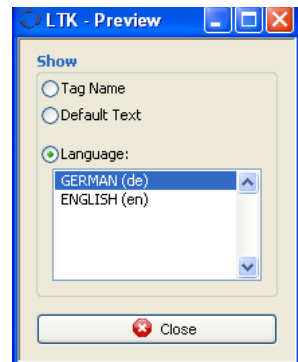 LTK - Preview
Show
Tag Name
Default Text
Language:
GERMAN (de)
ENGLISH (en)
Close